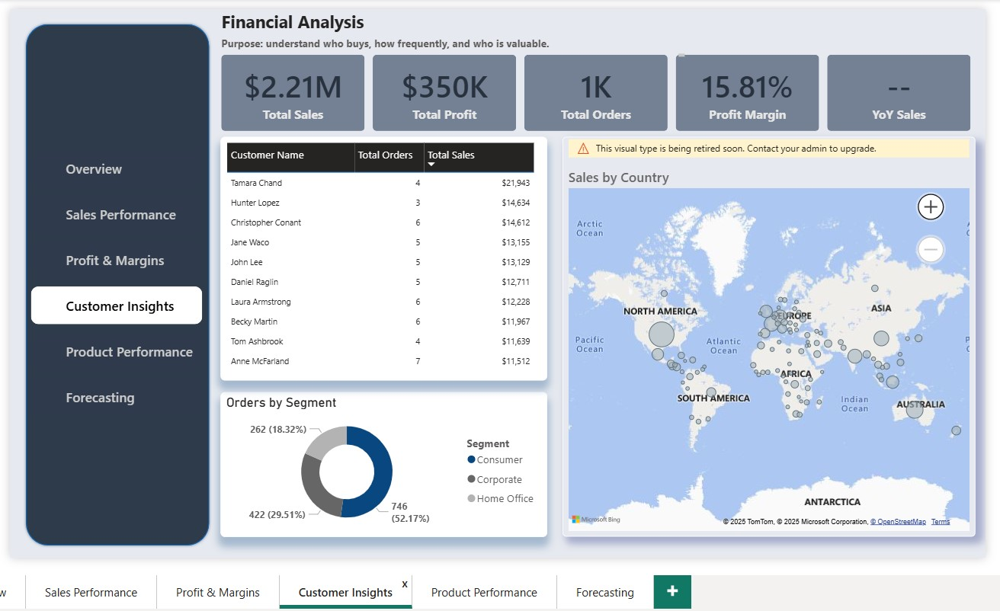 Financial Analysis
Purpose: understand who buys, how frequently, and who is valuable.
$2.21M
Total Sales
$350K
Total Profit
1K
Total Orders
15.81%
Profit Margin
--
YoY Sales
Overview
Sales Performance
Profit & Margins
Customer Insights
Product Performance
Forecasting
Customer Name Total Orders Total Sales
Tamara Chand 4 $21,943
Hunter Lopez 3 $14,634
Christopher Conant 6 $14,612
Jane Waco 5 $13,155
John Lee 5 $13,129
Daniel Raglin 5 $12,711
Laura Armstrong 6 $12,228
Becky Martin 6 $11,967
Tom Ashbrook 4 $11,639
Anne McFarland 7 $11,512
Orders by Segment
262 (18.32%)
422 (29.51%)
746
(52.17%)
Segment
Consumer
Corporate
Home Office
This visual type is being retired soon. Contact your admin to upgrade.
Sales by Country
Arctic
Ocean
NORTH AMERICA
EUROPE
ASIA
Pacific
Ocean
Atlantic
Ocean
AFRICA
SOUTH AMERICA
Indian
Ocean
AUSTRALIA
ANTARCTICA
Microsoft Bing
© 2025 TomTom, © 2025 Microsoft Corporation, © OpenStreetMap Terms
w
Sales Performance
Profit & Margins
Customer Insights
x
Product Performance
Forecasting
+